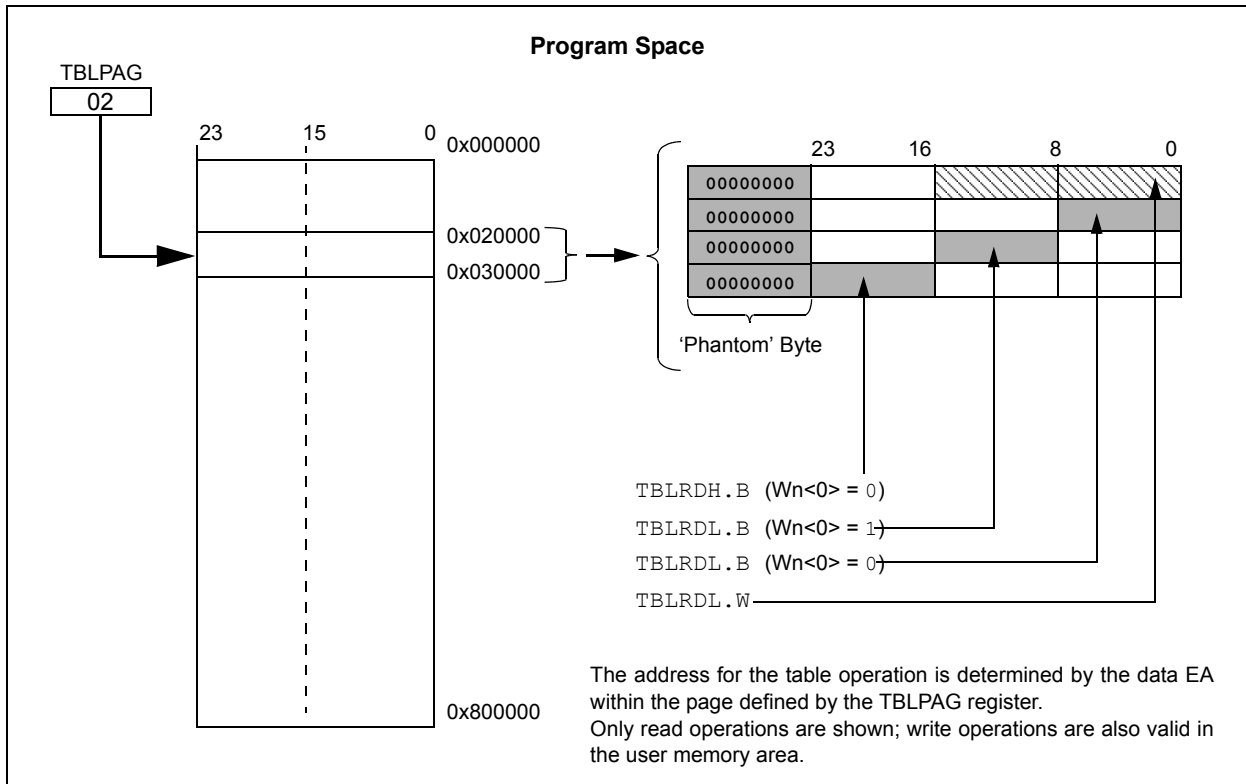 Program Space
TBLPAG
02
23 15 0
0x000000
0x020000
0x030000
0x800000
23 16 8 0
00000000
00000000
00000000
00000000
‘Phantom’ Byte
TBLRDH.B (Wn<0> = 0)
TBLRDL.B (Wn<0> = 1)
TBLRDL.B (Wn<0> = 0)
TBLRDL.W
The address for the table operation is determined by the data EA
within the page defined by the TBLPAG register.
Only read operations are shown; write operations are also valid in
the user memory area.